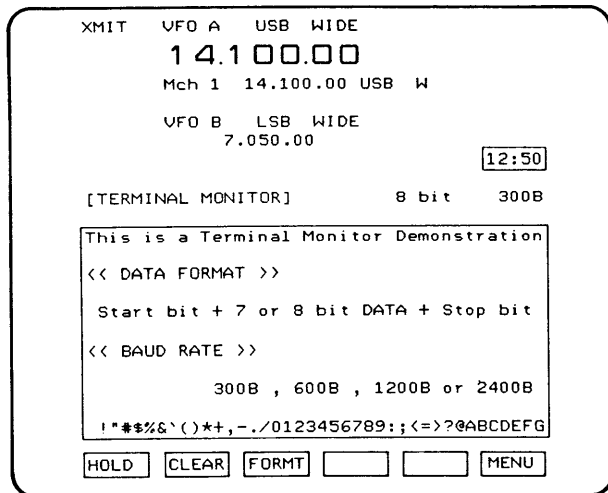 XMIT VFO A USB WIDE
14.100.00
Mch 1 14.100.00 USB W
VFO B LSB WIDE
7.050.00
12:50
[TERMINAL MONITOR] 8 bit 300B
This is a Terminal Monitor Demonstration
<< DATA FORMAT >>
Start bit + 7 or 8 bit DATA + Stop bit
<< BAUD RATE >>
300B , 600B , 1200B or 2400B
!"#$%&`()*+,-./0123456789:;<=>?@ABCDEFG
HOLD CLEAR FORMT MENU